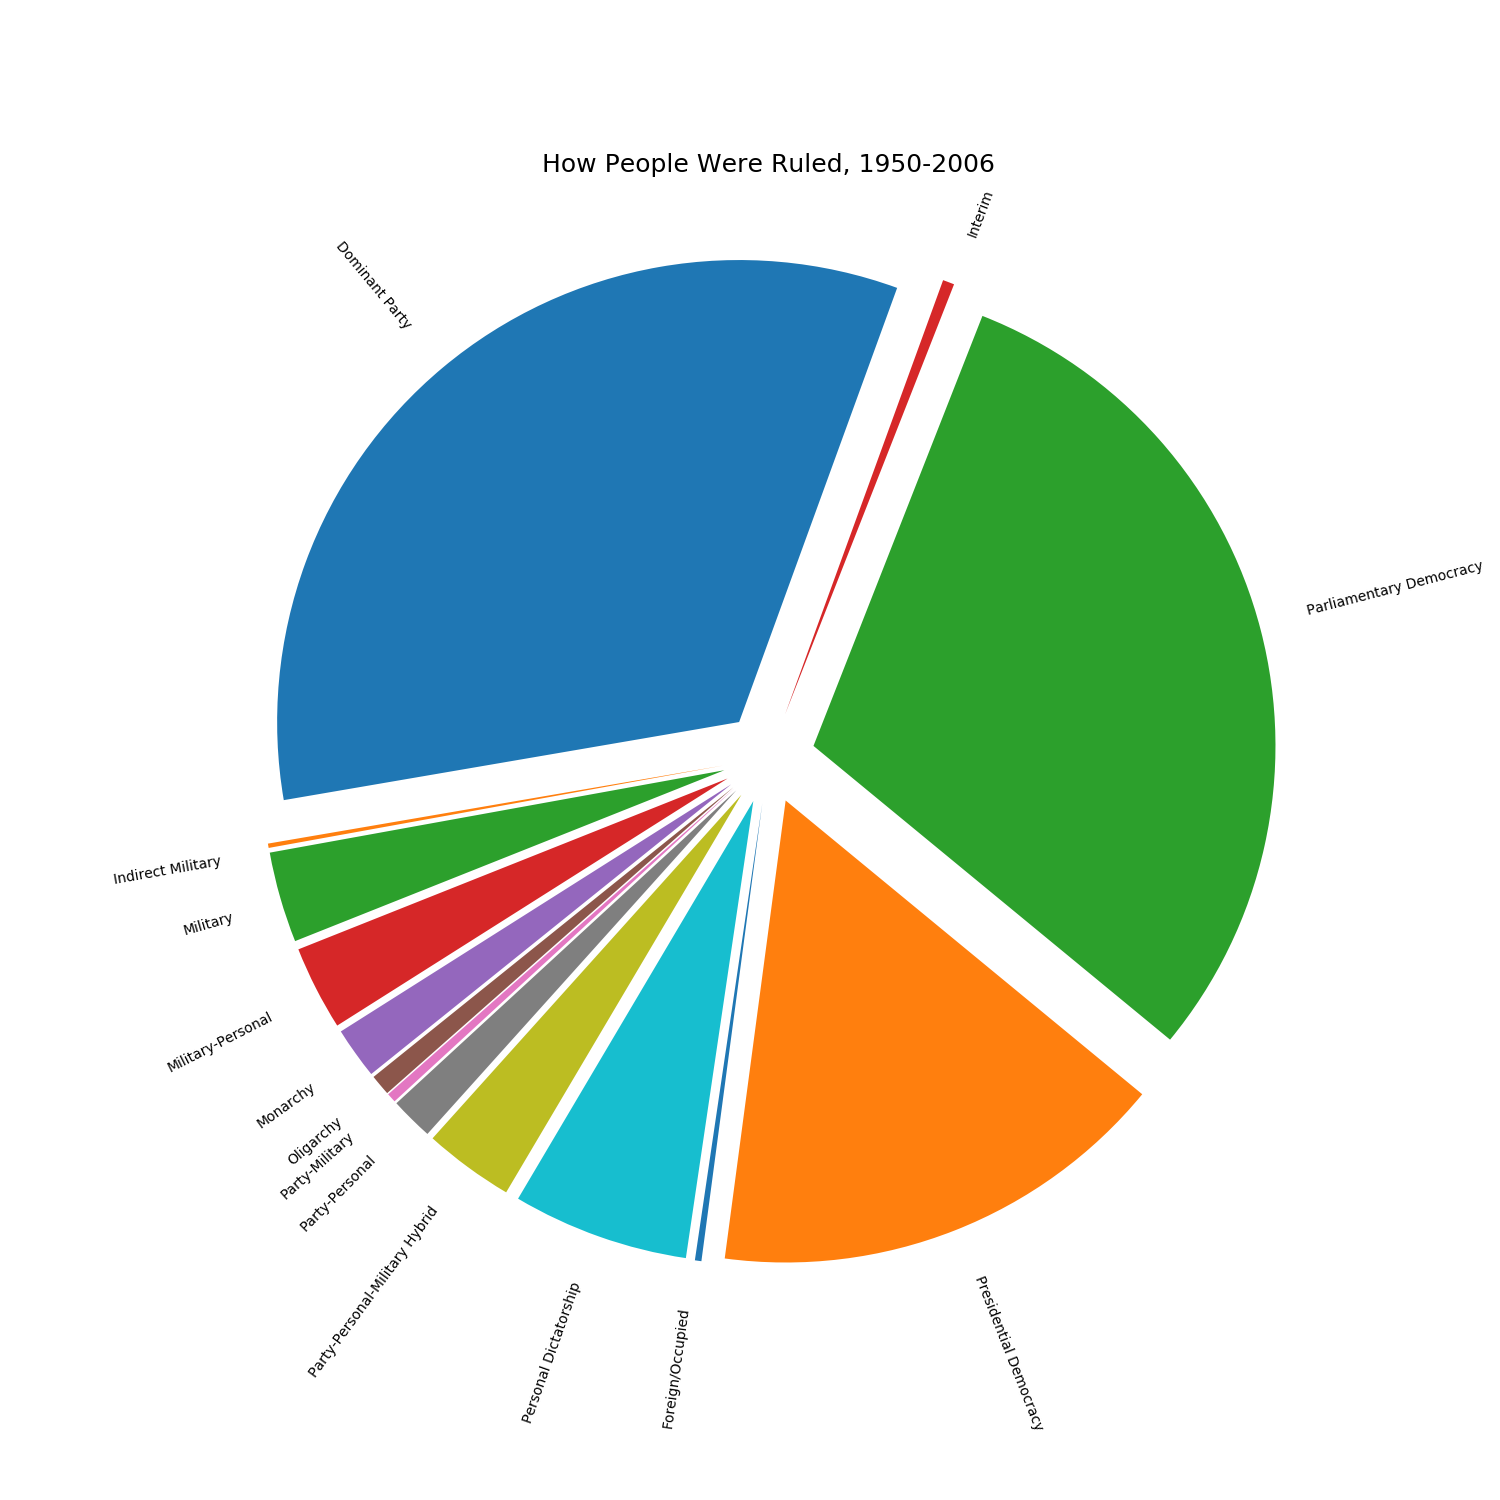 How People Were Ruled, 1950-2006
Interim
Dominant Party
Parliamentary Democracy
Indirect Military
Military
Military-Personal
Monarchy
Oligarchy
Party-Military
Party-Personal
Party-Personal-Military Hybrid
Personal Dictatorship
Foreign/Occupied
Presidential Democracy